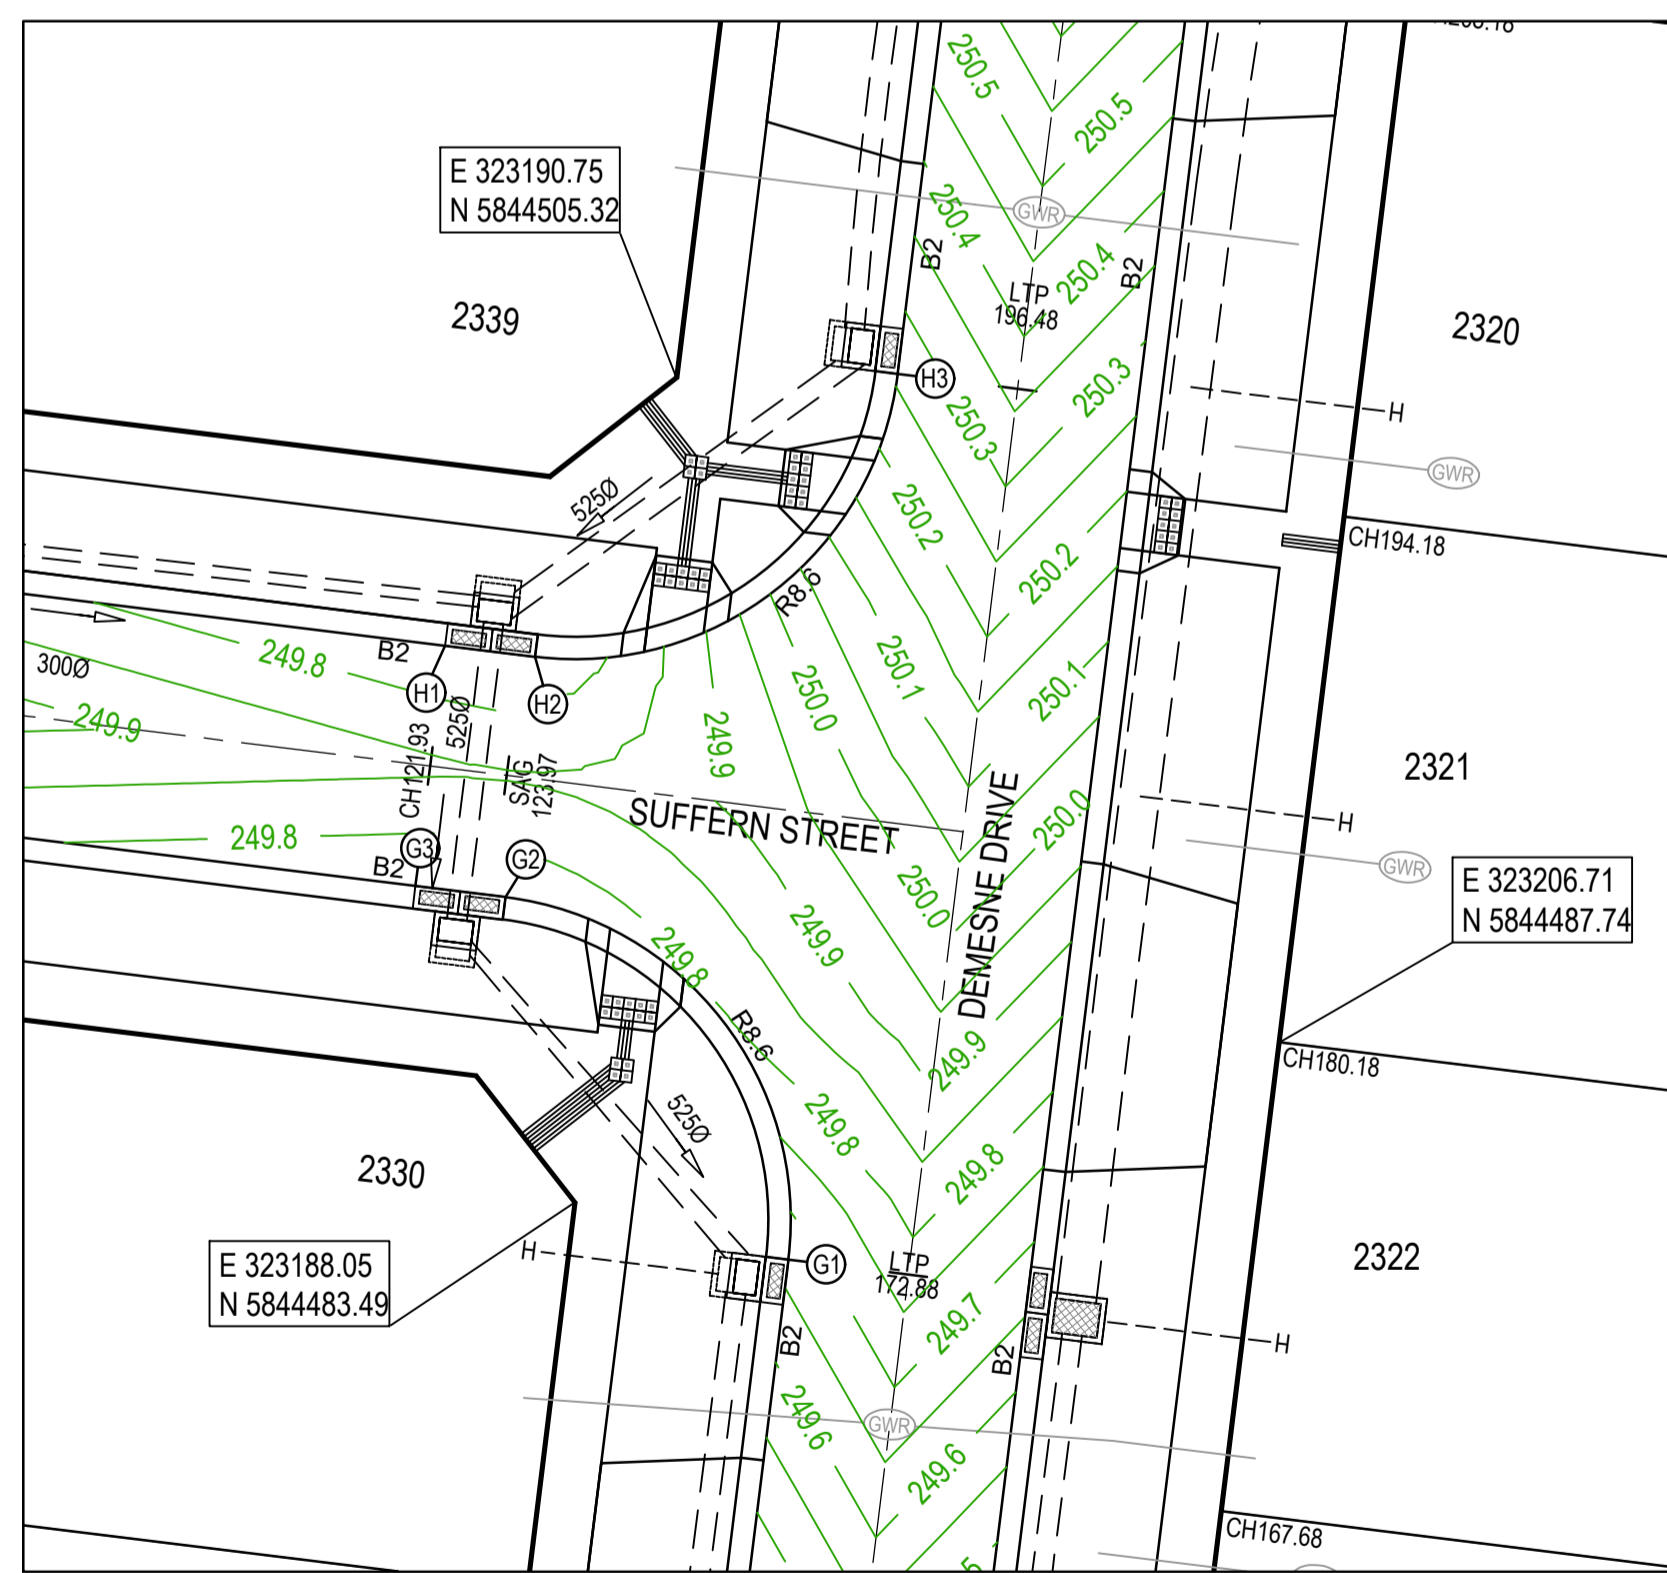 250.5
250.5
E 323190.75
N 5844505.32
250.4
GWR
B2
250.4
B2
LTP
196.48
2339
2320
H3
250.3
250.3
H
GWR
525Ø
250.2
CH194.18
250.2
R8.6
B2
249.8
300Ø
H1
H2
250.1
250.1
249.9
525Ø
250.0
249.9
CH121.93
SAG
123.97
2321
SUFFERN STREET
DEMESNE DRIVE
250.0
H
249.8
G3
B2
G2
GWR
250.0
E 323206.71
N 5844487.74
249.8
249.9
R8.6
249.9
CH180.18
525Ø
249.8
249.8
2330
H
G1
LTP
172.88
2322
E 323188.05
N 5844483.49
249.7
B2
B2
H
249.6
GWR
249.6
CH167.68